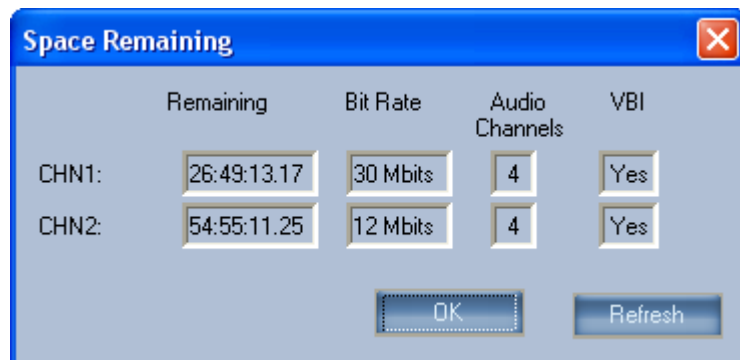 Space Remaining
Remaining Bit Rate Audio Channels VBI
CHN1: 26:49:13.17 30 Mbits 4 Yes
CHN2: 54:55:11.25 12 Mbits 4 Yes
OK Refresh